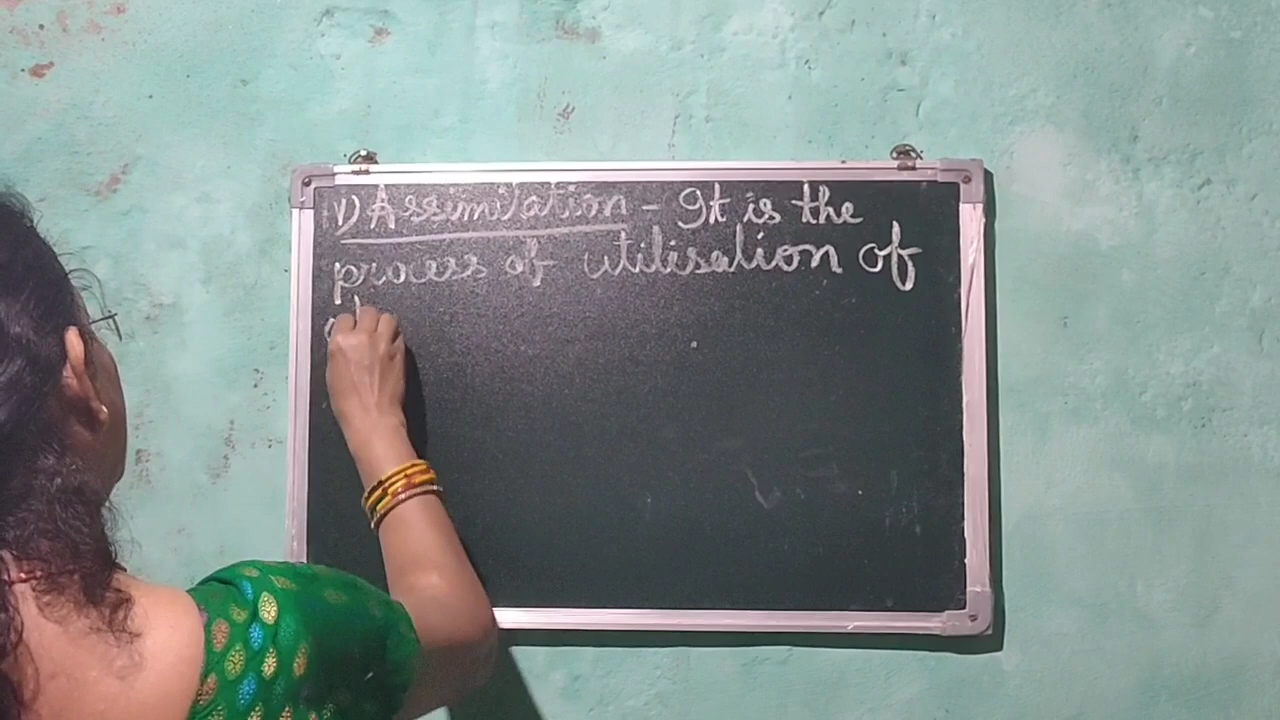 IV) Assimilation - It is the
process of utilisation of